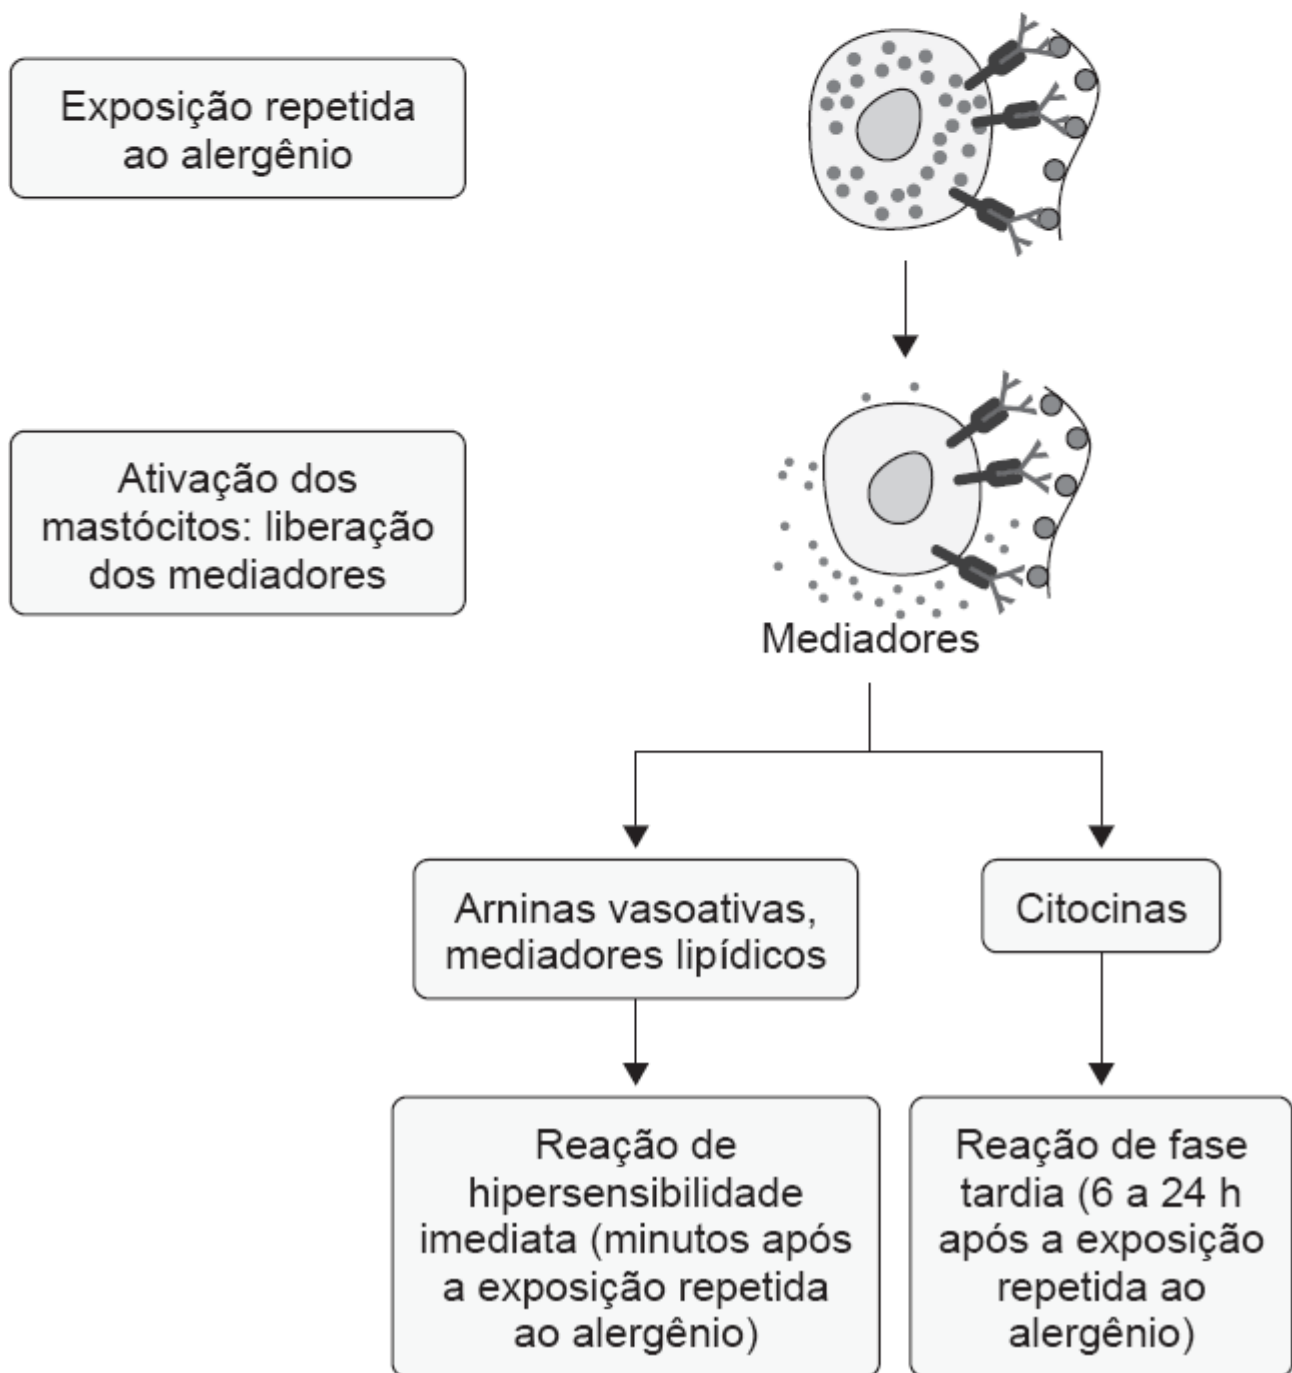 Exposição repetida
ao alergênio
Ativação dos
mastócitos: liberação
dos mediadores
Mediadores
Arninas vasoativas,
mediadores lipídicos
Citocinas
Reação de
hipersensibilidade
imediata (minutos após
a exposição repetida
ao alergênio)
Reação de fase
tardia (6 a 24 h
após a exposição
repetida ao
alergênio)